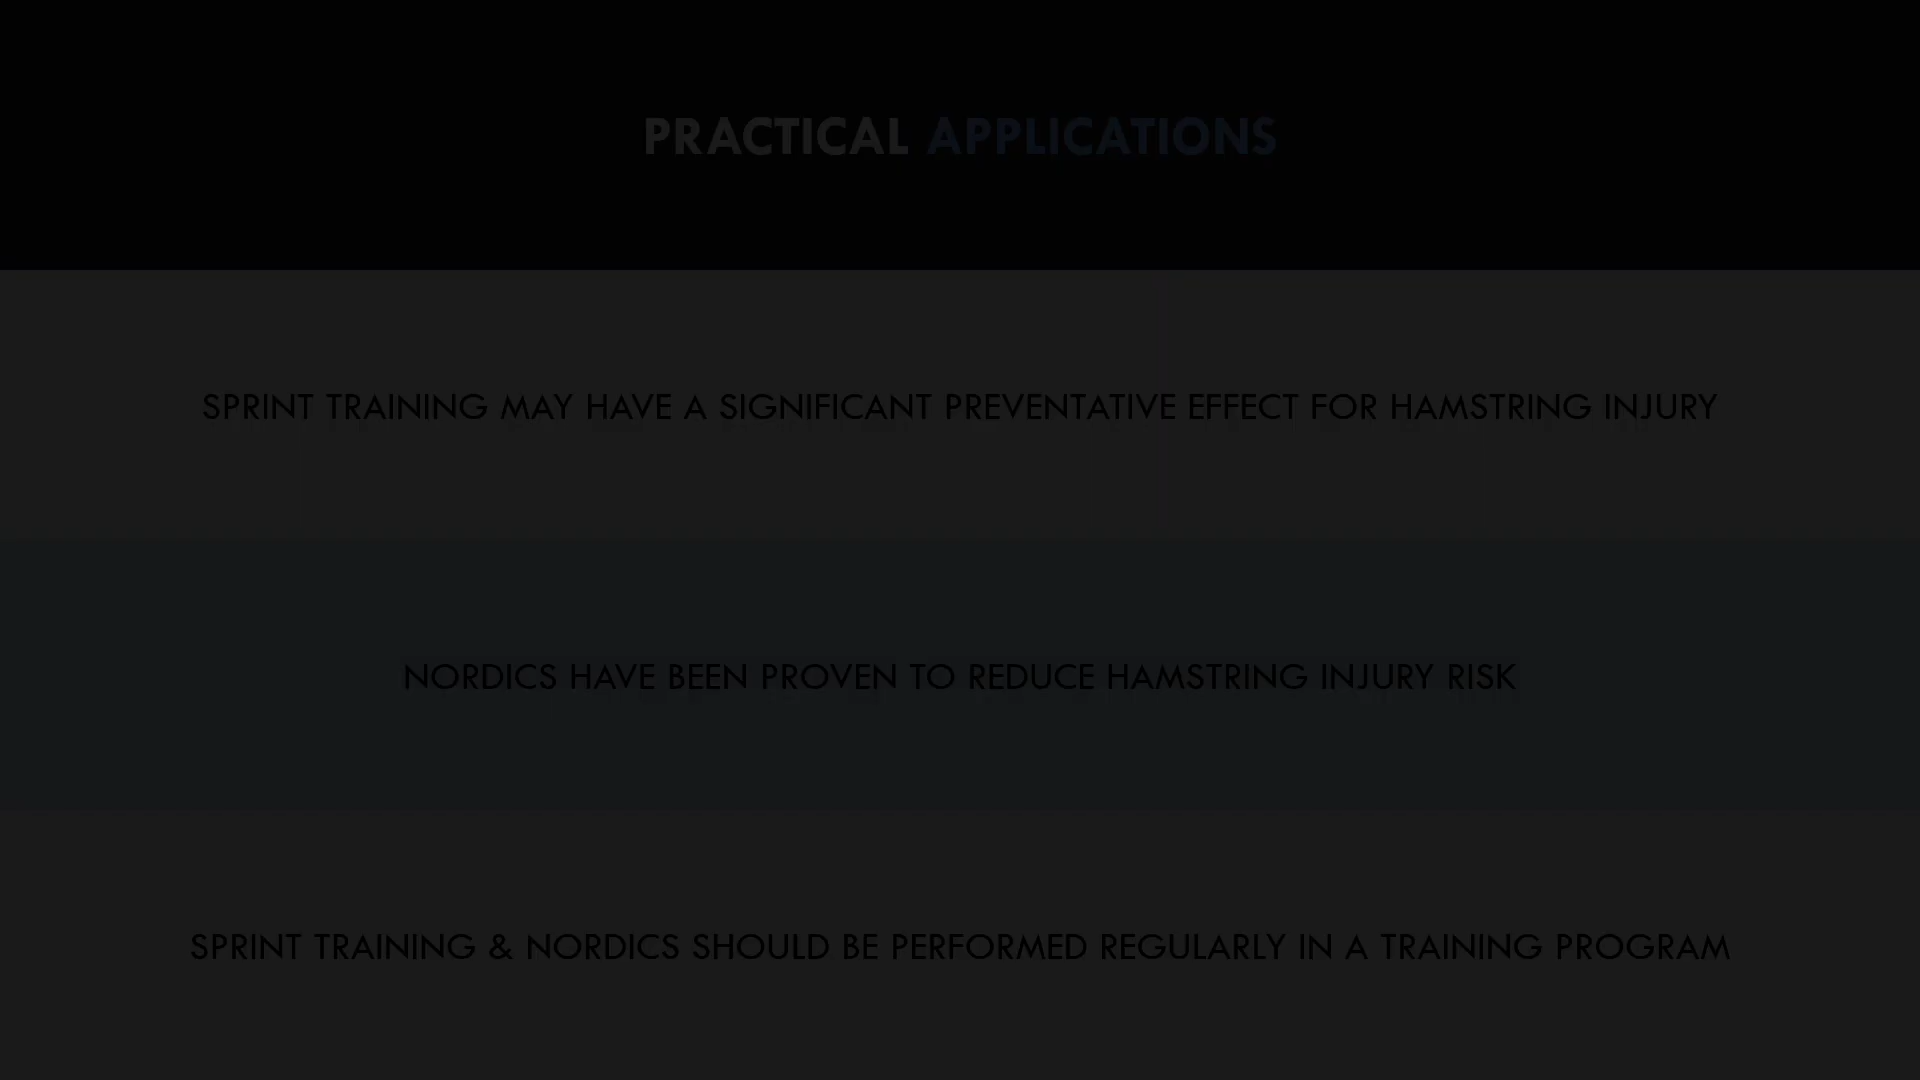 PRACTICAL APPLICATIONS
SPRINT TRAINING MAY HAVE A SIGNIFICANT PREVENTATIVE EFFECT FOR HAMSTRING INJURY
NORDICS HAVE BEEN PROVEN TO REDUCE HAMSTRING INJURY RISK
SPRINT TRAINING & NORDICS SHOULD BE PERFORMED REGULARLY IN A TRAINING PROGRAM